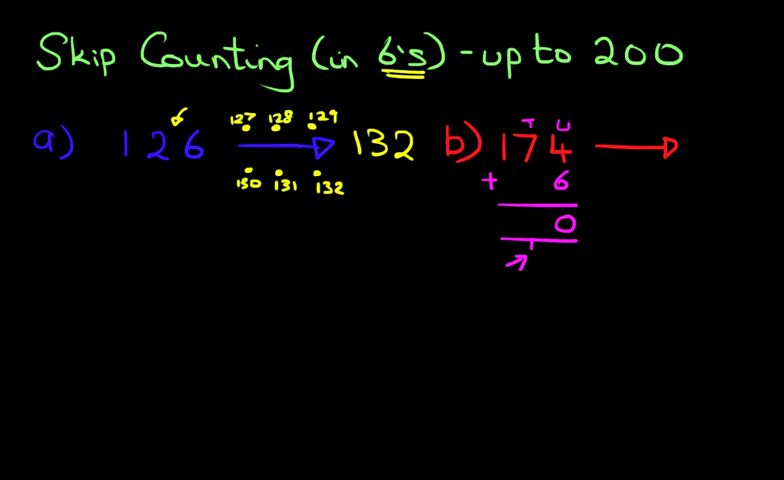 Skip Counting (in 6's) - up to 200
127 128 129
a) 126 → 132
130 131 132
T U
b) 174 →
+ 6
0
1